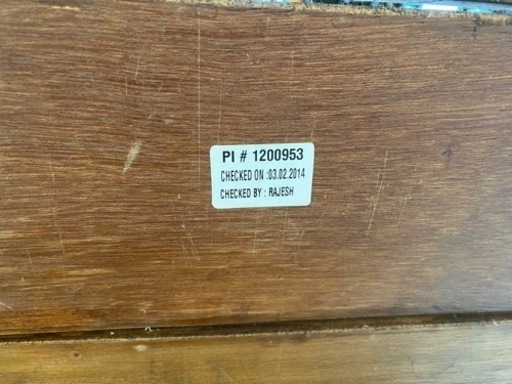 PI # 1200953
CHECKED ON :03.02.2014
CHECKED BY : RAJESH